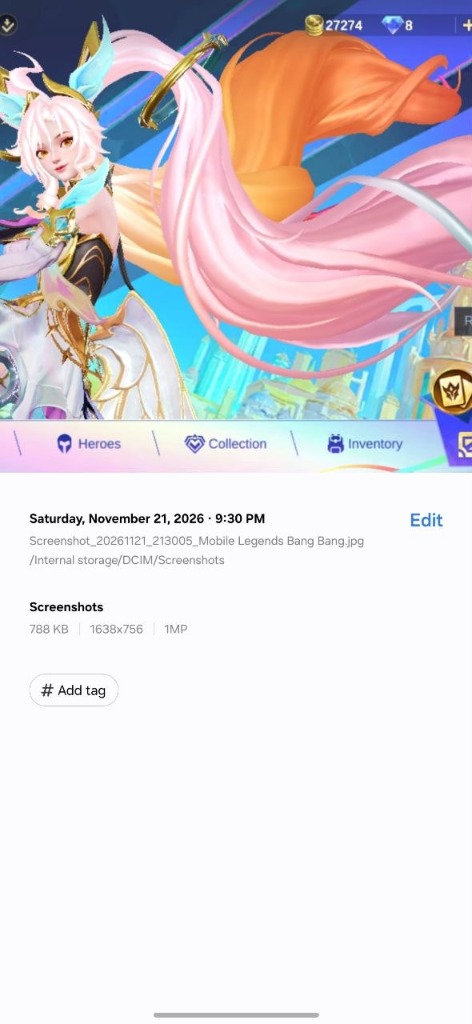 27274 8
Heroes Collection Inventory
Saturday, November 21, 2026 · 9:30 PM Edit
Screenshot_20261121_213005_Mobile Legends Bang Bang.jpg
/Internal storage/DCIM/Screenshots
Screenshots
788 KB 1638x756 1MP
# Add tag